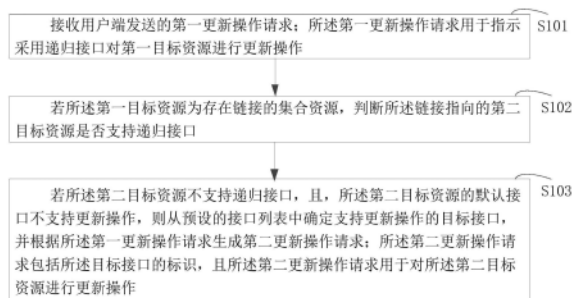 接收用户端发送的第一更新操作请求；所述第一更新操作请求用于指示
采用递归接口对第一目标资源进行更新操作
S101
若所述第一目标资源为存在链接的集合资源，判断所述链接指向的第二
目标资源是否支持递归接口
S102
若所述第二目标资源不支持递归接口，且，所述第二目标资源的默认接
口不支持更新操作，则从预设的接口列表中确定支持更新操作的目标接口，
并根据所述第一更新操作请求生成第二更新操作请求；所述第二更新操作请
求包括所述目标接口的标识，且所述第二更新操作请求用于对所述第二目标
资源进行更新操作
S103